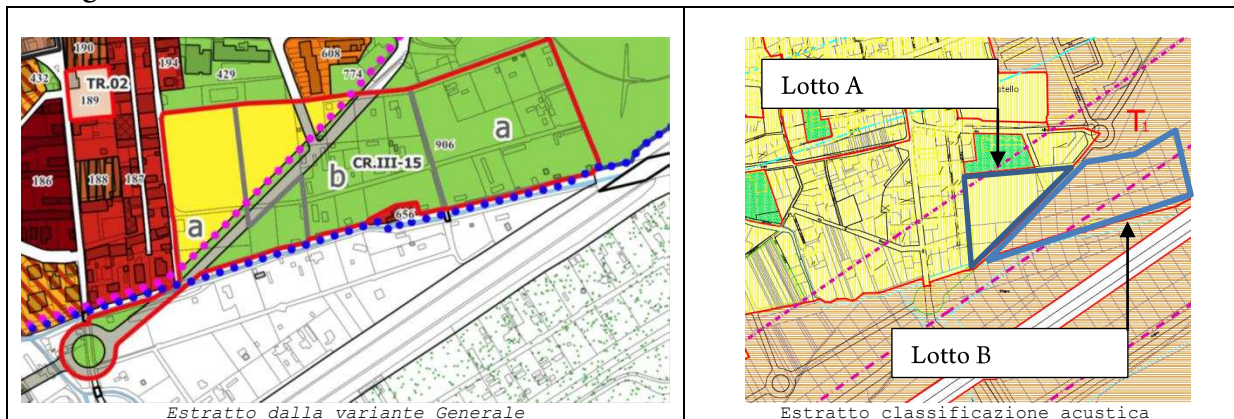 190
194
608
432
TR.02
429
774
189
a
906
CR.III-15
186
188
187
b
a
656
Estratto dalla variante Generale
Lotto A
stello
T1
Lotto B
Estratto classificazione acustica